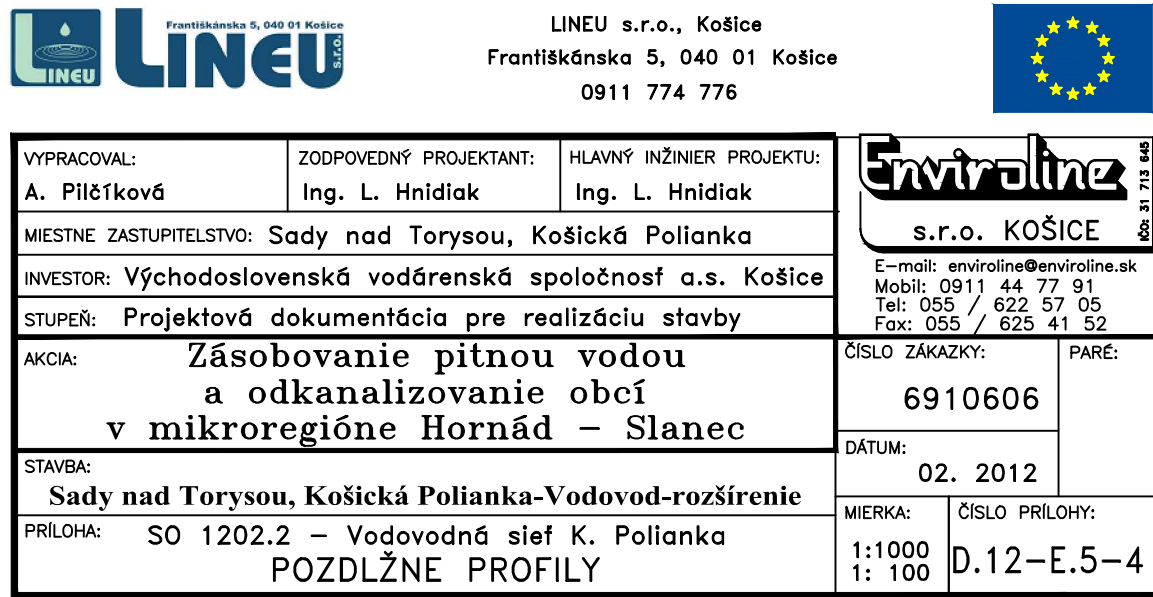 Františkánska 5, 040 01 Košice
LINEU
LINEU s.r.o.
LINEU s.r.o., Košice
Františkánska 5, 040 01 Košice
0911 774 776
VYPRACOVAL:
A. Pilčíková
ZODPOVEDNÝ PROJEKTANT:
Ing. L. Hnidiak
HLAVNÝ INŽINIER PROJEKTU:
Ing. L. Hnidiak
MIESTNE ZASTUPITELSTVO: Sady nad Torysou, Košická Polianka
INVESTOR: Východoslovenská vodárenská spoločnosť a.s. Košice
STUPEŇ: Projektová dokumentácia pre realizáciu stavby
Enviroline
s.r.o. KOŠICE
IČO: 31 713 645
E-mail: enviroline@enviroline.sk
Mobil: 0911 44 77 91
Tel: 055 / 622 57 05
Fax: 055 / 625 41 52
AKCIA: Zásobovanie pitnou vodou
a odkanalizovanie obcí
v mikroregióne Hornád – Slanec
ČÍSLO ZÁKAZKY:
6910606
PARÉ:
DÁTUM:
02. 2012
STAVBA:
Sady nad Torysou, Košická Polianka-Vodovod-rozšírenie
PRÍLOHA: SO 1202.2 – Vodovodná sieť K. Polianka
POZDLŽNE PROFILY
MIERKA:
1:1000
1: 100
ČÍSLO PRÍLOHY:
D.12-E.5-4